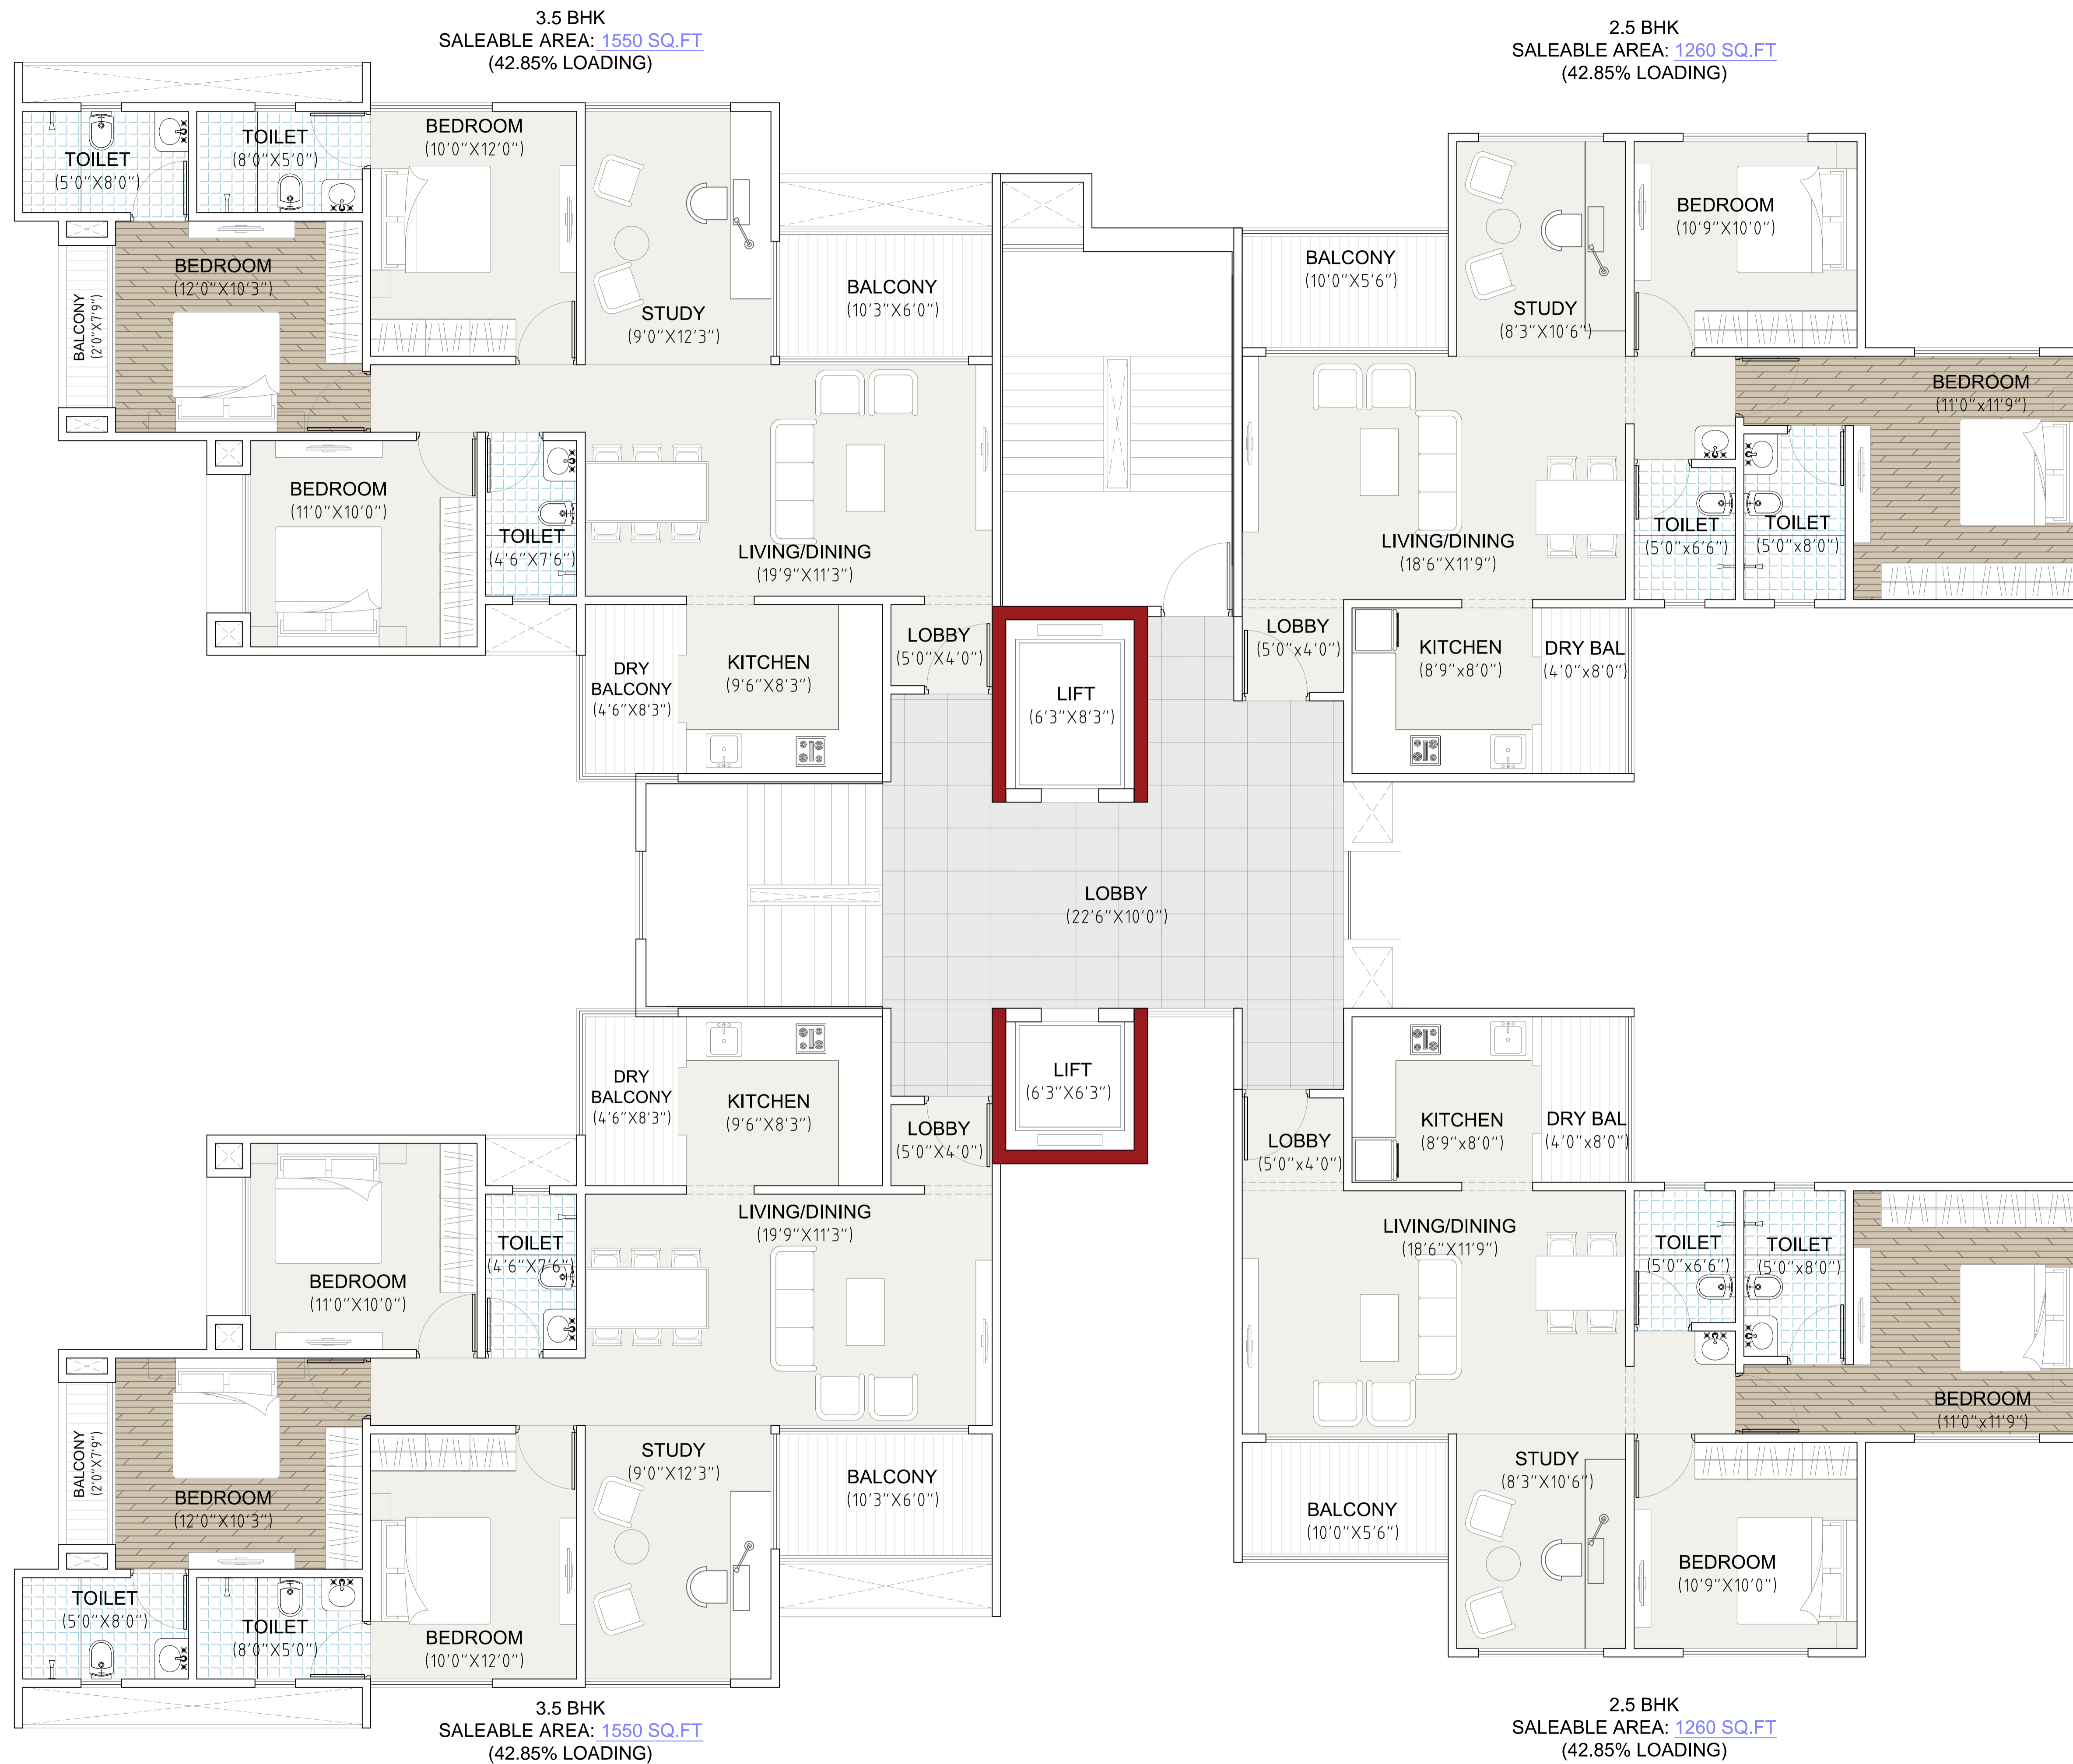 3.5 BHK
SALEABLE AREA: 1550 SQ.FT
(42.85% LOADING)
2.5 BHK
SALEABLE AREA: 1260 SQ.FT
(42.85% LOADING)
TOILET
(5'0"X8'0")
TOILET
(8'0"X5'0")
BEDROOM
(10'0"X12'0")
BEDROOM
(12'0"X10'3")
BALCONY
(2'0"X7'9")
STUDY
(9'0"X12'3")
BALCONY
(10'3"X6'0")
BEDROOM
(11'0"X10'0")
TOILET
(4'6"X7'6")
LIVING/DINING
(19'9"X11'3")
DRY
BALCONY
(4'6"X8'3")
KITCHEN
(9'6"X8'3")
LOBBY
(5'0"X4'0")
LIFT
(6'3"X8'3")
BALCONY
(10'0"X5'6")
STUDY
(8'3"X10'6")
BEDROOM
(10'9"X10'0")
BEDROOM
(11'0"x11'9")
LIVING/DINING
(18'6"X11'9")
TOILET
(5'0"x6'6")
TOILET
(5'0"x8'0")
LOBBY
(5'0"x4'0")
KITCHEN
(8'9"x8'0")
DRY BAL
(4'0"x8'0")
LOBBY
(22'6"X10'0")
DRY
BALCONY
(4'6"X8'3")
KITCHEN
(9'6"X8'3")
LOBBY
(5'0"X4'0")
LIFT
(6'3"X6'3")
LOBBY
(5'0"x4'0")
KITCHEN
(8'9"x8'0")
DRY BAL
(4'0"x8'0")
BEDROOM
(11'0"X10'0")
TOILET
(4'6"X7'6")
LIVING/DINING
(19'9"X11'3")
LIVING/DINING
(18'6"X11'9")
TOILET
(5'0"x6'6")
TOILET
(5'0"x8'0")
BEDROOM
(11'0"x11'9")
BALCONY
(2'0"X7'9")
BEDROOM
(12'0"X10'3")
STUDY
(9'0"X12'3")
BALCONY
(10'3"X6'0")
BALCONY
(10'0"X5'6")
STUDY
(8'3"X10'6")
BEDROOM
(10'9"X10'0")
TOILET
(5'0"X8'0")
TOILET
(8'0"X5'0")
BEDROOM
(10'0"X12'0")
3.5 BHK
SALEABLE AREA: 1550 SQ.FT
(42.85% LOADING)
2.5 BHK
SALEABLE AREA: 1260 SQ.FT
(42.85% LOADING)